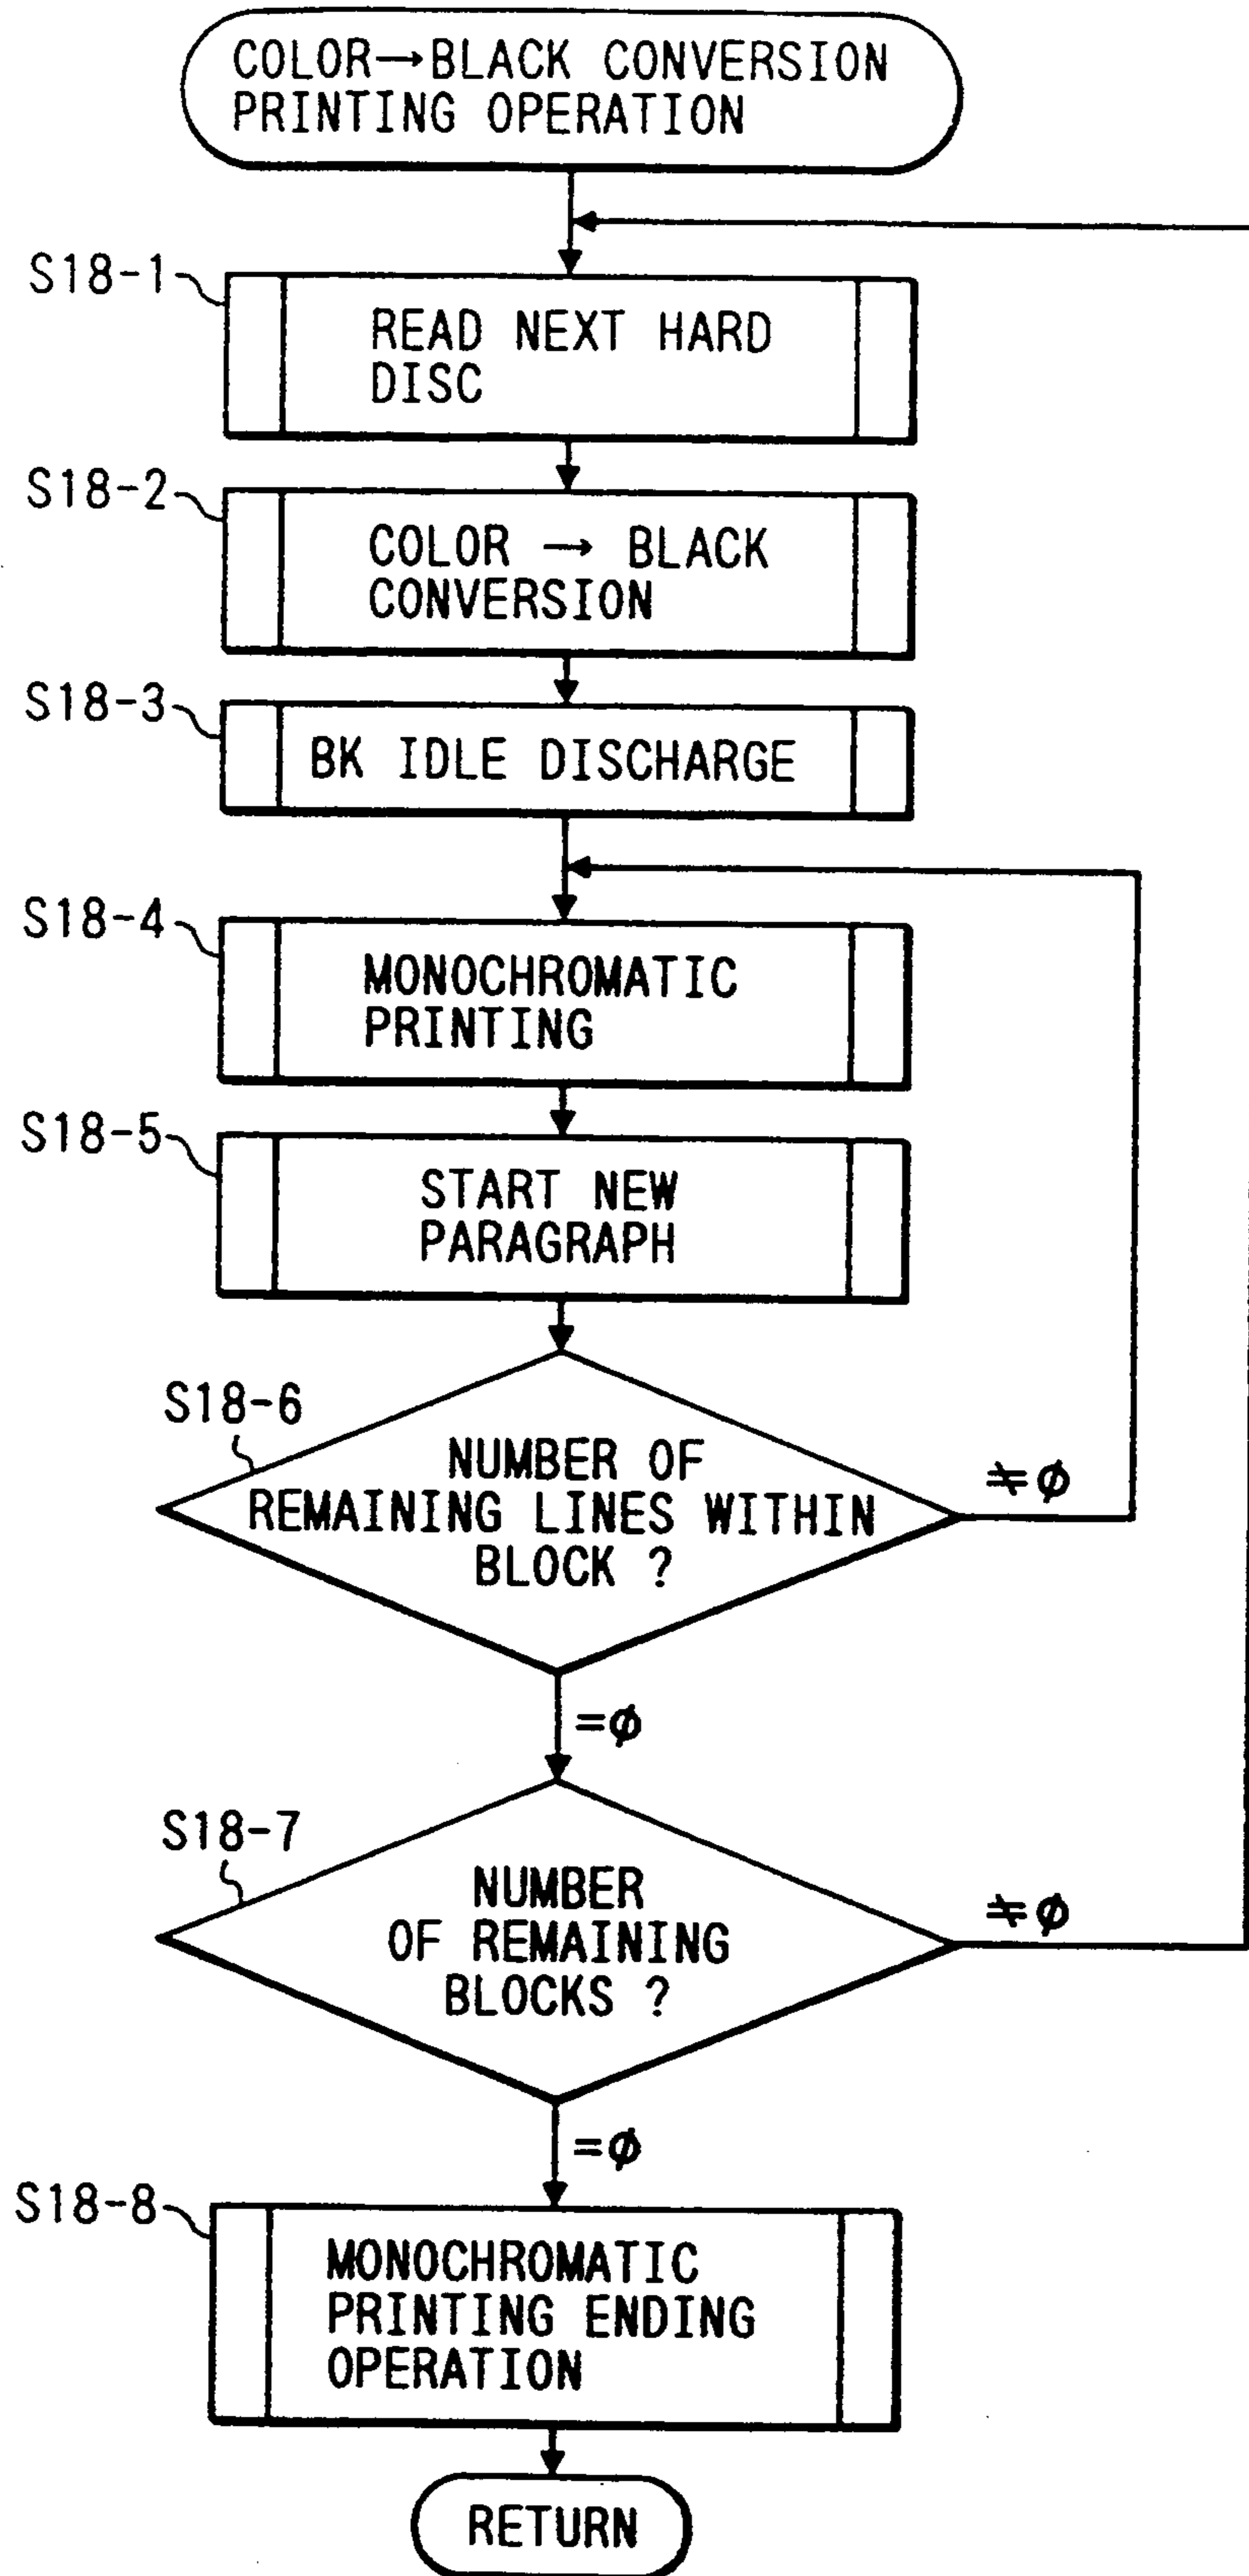 COLOR→BLACK CONVERSION
PRINTING OPERATION
S18-1
READ NEXT HARD
DISC
S18-2
COLOR → BLACK
CONVERSION
S18-3
BK IDLE DISCHARGE
S18-4
MONOCHROMATIC
PRINTING
S18-5
START NEW
PARAGRAPH
S18-6
NUMBER OF
REMAINING LINES WITHIN
BLOCK ?
≠ϕ
=ϕ
S18-7
NUMBER
OF REMAINING
BLOCKS ?
≠ϕ
=ϕ
S18-8
MONOCHROMATIC
PRINTING ENDING
OPERATION
RETURN